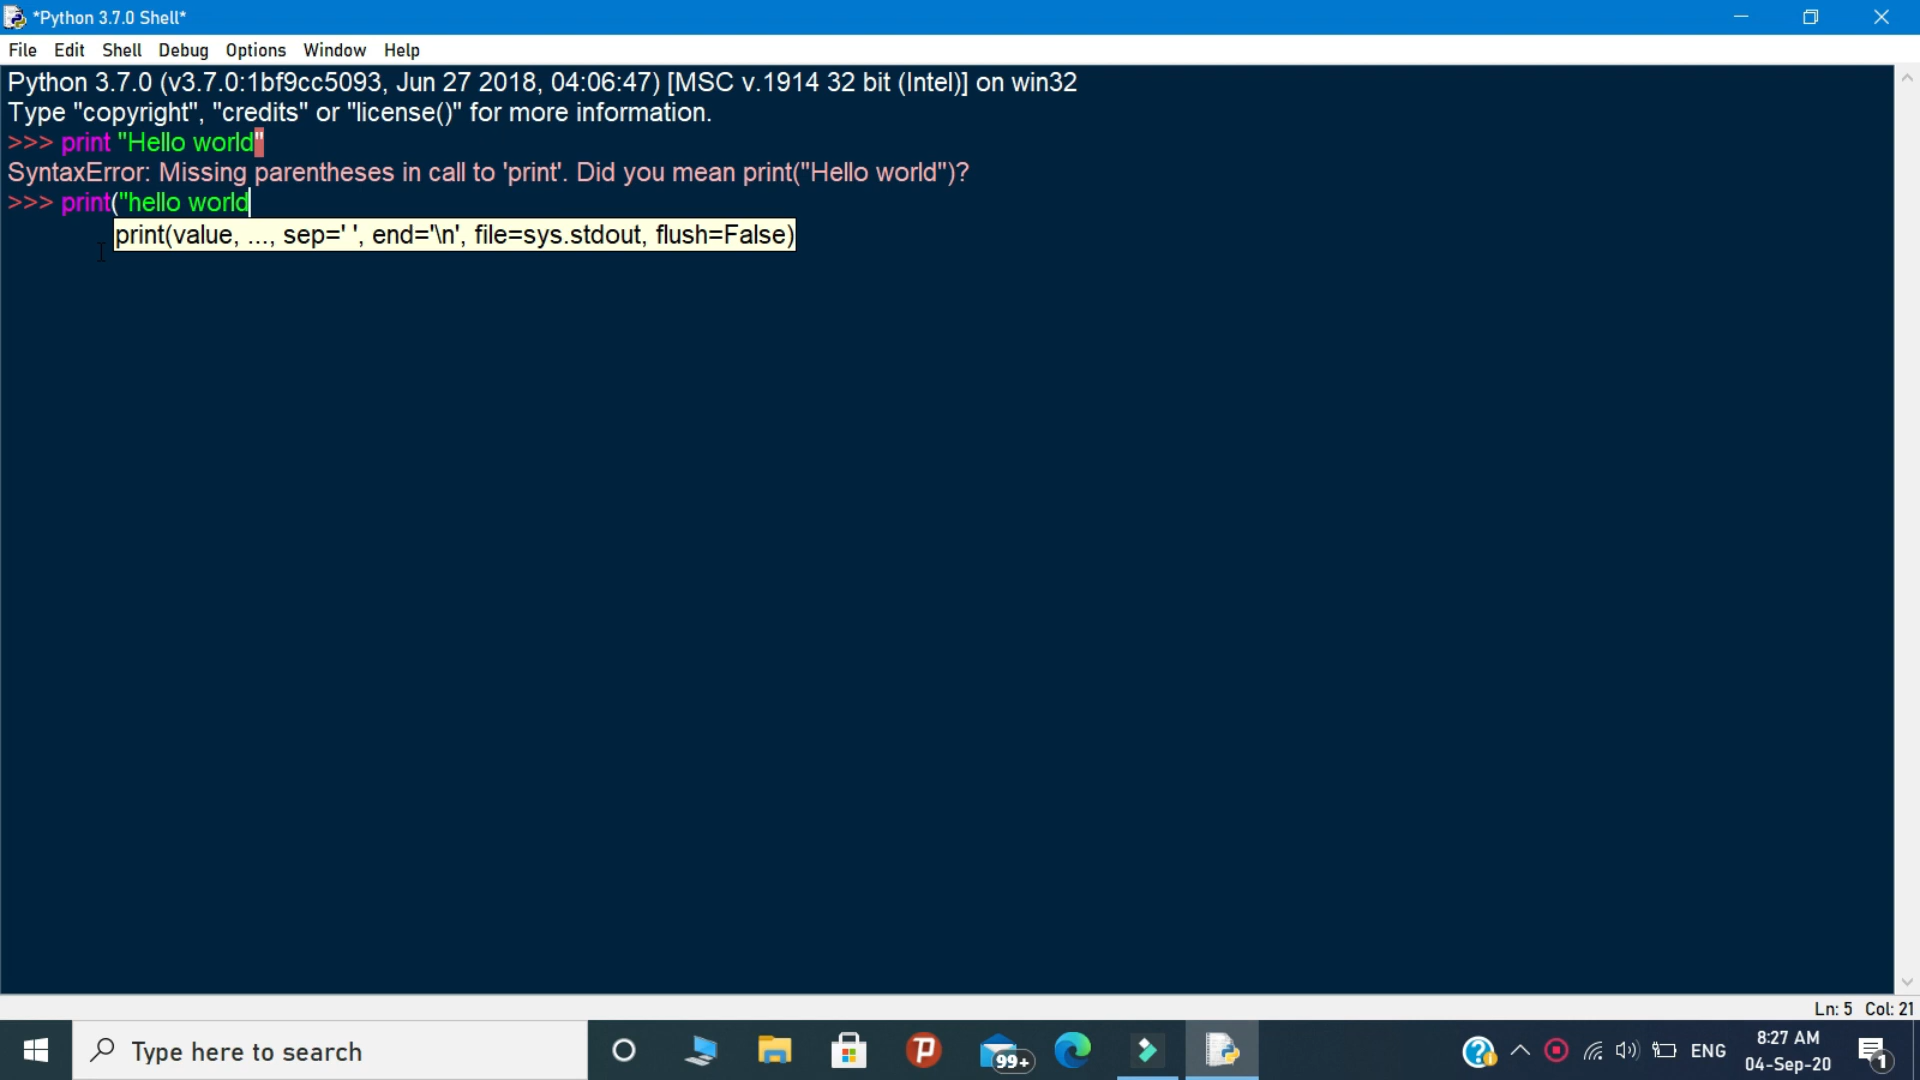 *Python 3.7.0 Shell*
File Edit Shell Debug Options Window Help
Python 3.7.0 (v3.7.0:1bf9cc5093, Jun 27 2018, 04:06:47) [MSC v.1914 32 bit (Intel)] on win32
Type "copyright", "credits" or "license()" for more information.
>>> print "Hello world"
SyntaxError: Missing parentheses in call to 'print'. Did you mean print("Hello world")?
>>> print("hello world
print(value, ..., sep=' ', end='\n', file=sys.stdout, flush=False)
Ln: 5 Col: 21
Type here to search
99+
ENG
8:27 AM
04-Sep-20
1